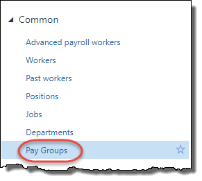 Common
Advanced payroll workers
Workers
Past workers
Positions
Jobs
Departments
Pay Groups